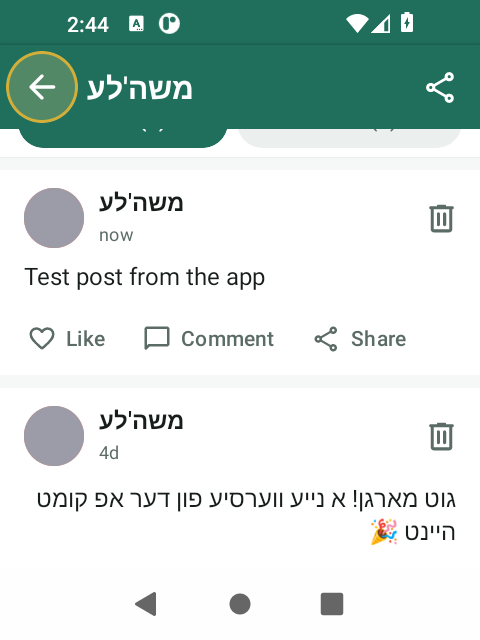 2:44
משה'לע
משה'לע
now
Test post from the app
Like Comment Share
משה'לע
4d
גוט מארגן! א נייע ווערסיע פון דער אפ קומט
היינט 🎉